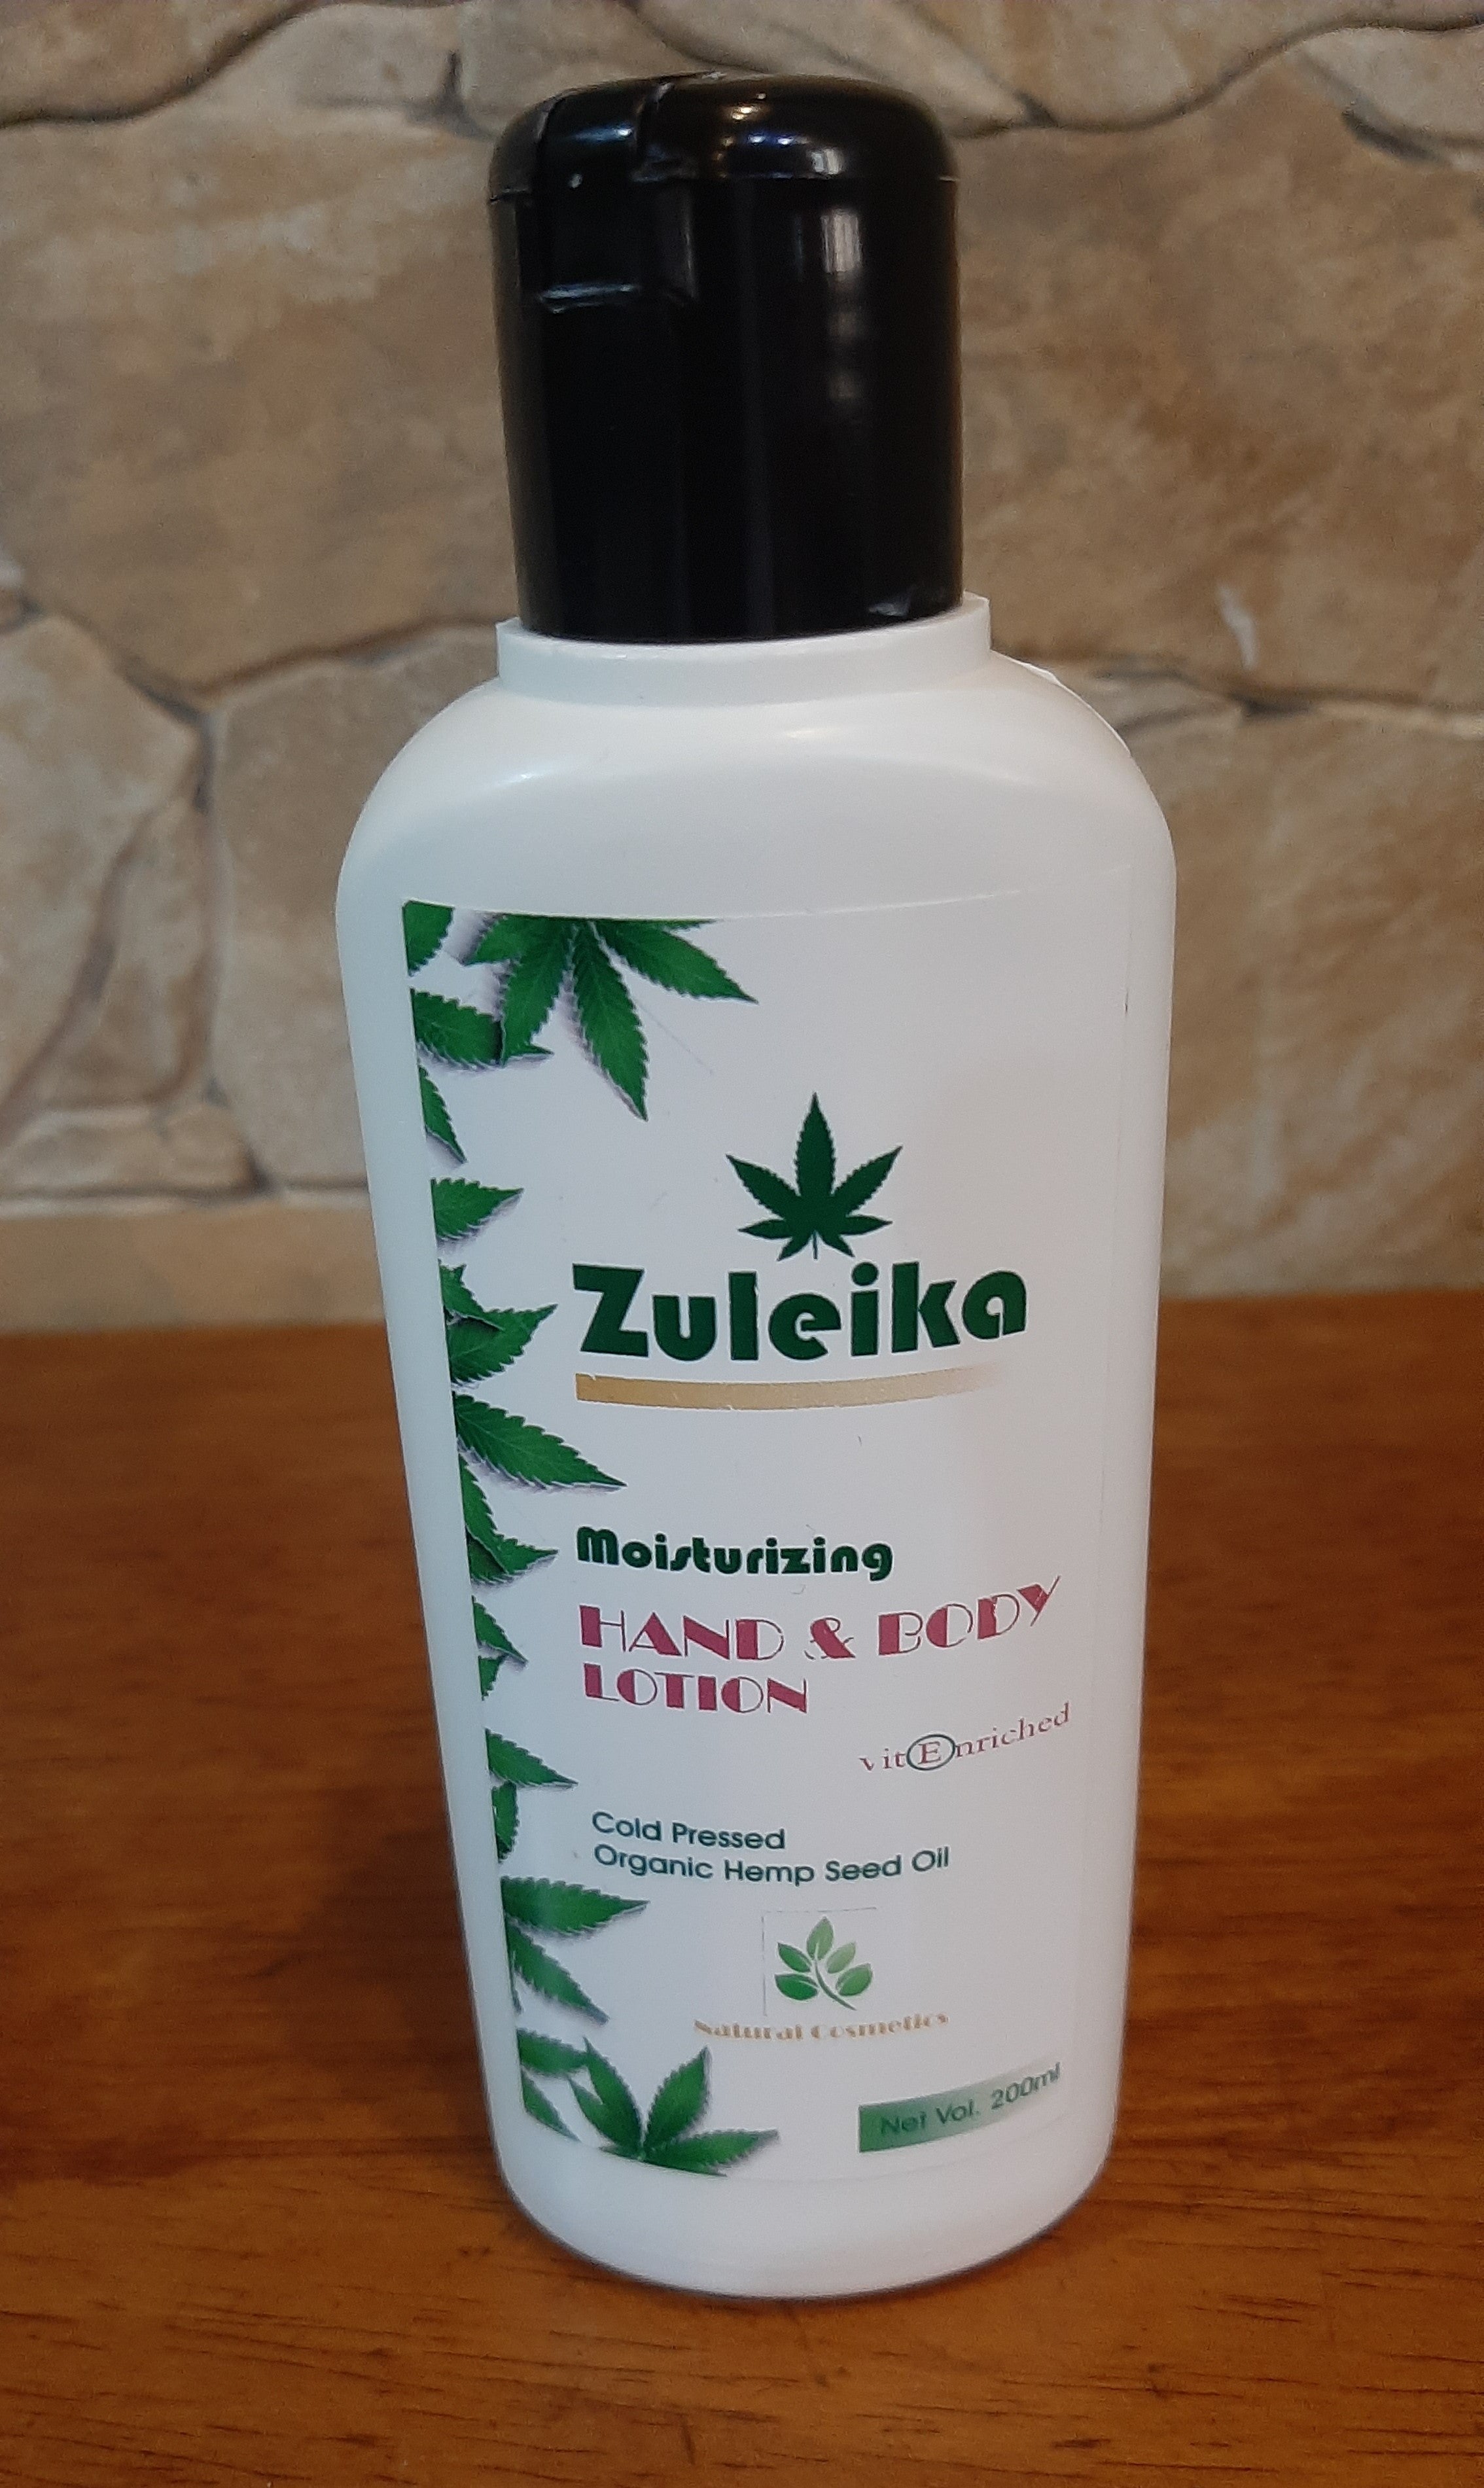 Zuleika
Moisturizing
HAND & BODY
LOTION
vitEnriched
Cold Pressed
Organic Hemp Seed Oil
Natural Cosmetics
Net Vol. 200ml